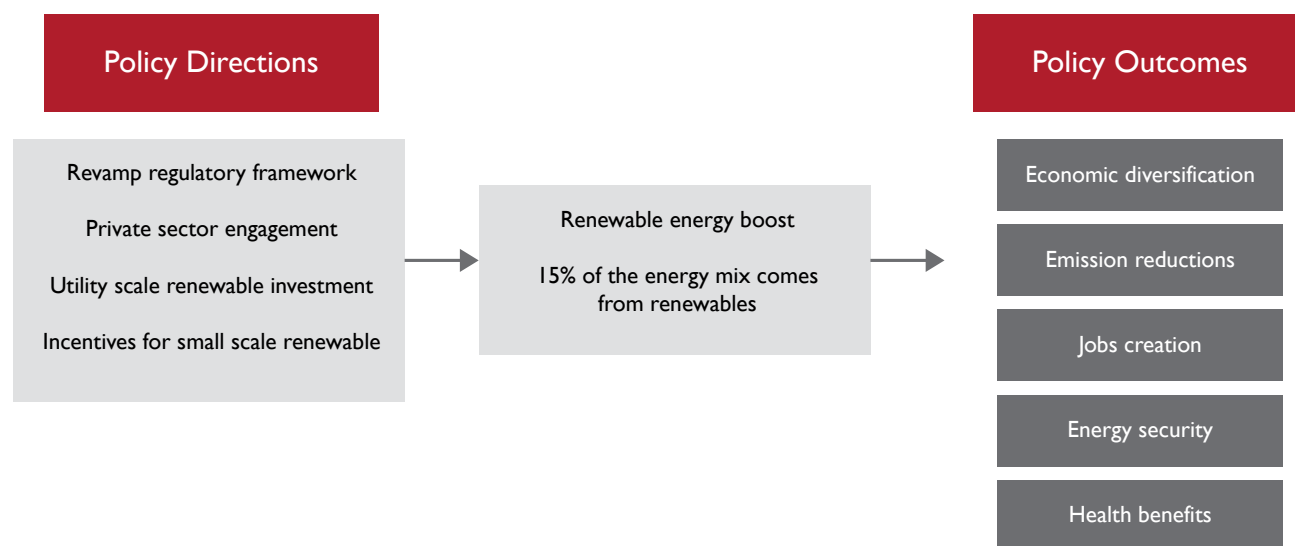 Policy Directions
Policy Outcomes
Revamp regulatory framework
Private sector engagement
Utility scale renewable investment
Incentives for small scale renewable
Renewable energy boost
15% of the energy mix comes
from renewables
Economic diversification
Emission reductions
Jobs creation
Energy security
Health benefits